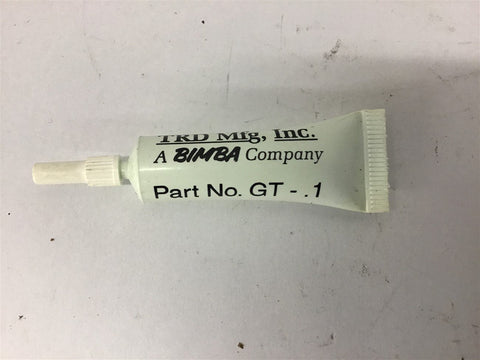 TRD Mfg, Inc.
A BIMBA Company
Part No. GT - .1